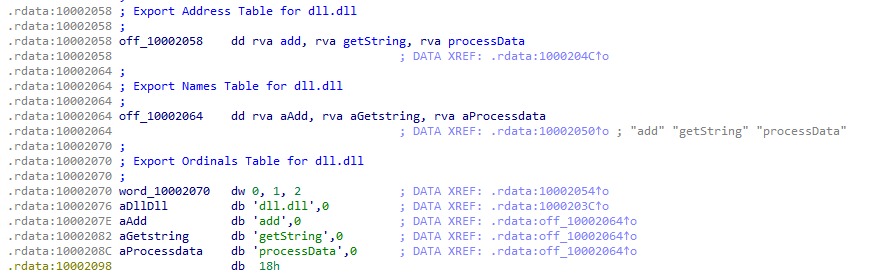 .rdata:10002058 ; Export Address Table for dll.dll
.rdata:10002058 ;
.rdata:10002058 off_10002058    dd rva add, rva getString, rva processData
.rdata:10002058                                         ; DATA XREF: .rdata:1000204C↑o
.rdata:10002064 ;
.rdata:10002064 ; Export Names Table for dll.dll
.rdata:10002064 ;
.rdata:10002064 off_10002064    dd rva aAdd, rva aGetstring, rva aProcessdata
.rdata:10002064                                         ; DATA XREF: .rdata:10002050↑o ; "add" "getString" "processData"
.rdata:10002070 ;
.rdata:10002070 ; Export Ordinals Table for dll.dll
.rdata:10002070 ;
.rdata:10002070 word_10002070   dw 0, 1, 2              ; DATA XREF: .rdata:10002054↑o
.rdata:10002076 aDllDll         db 'dll.dll',0          ; DATA XREF: .rdata:1000203C↑o
.rdata:1000207E aAdd            db 'add',0              ; DATA XREF: .rdata:off_10002064↑o
.rdata:10002082 aGetstring      db 'getString',0        ; DATA XREF: .rdata:off_10002064↑o
.rdata:1000208C aProcessdata    db 'processData',0      ; DATA XREF: .rdata:off_10002064↑o
.rdata:10002098                 db 18h